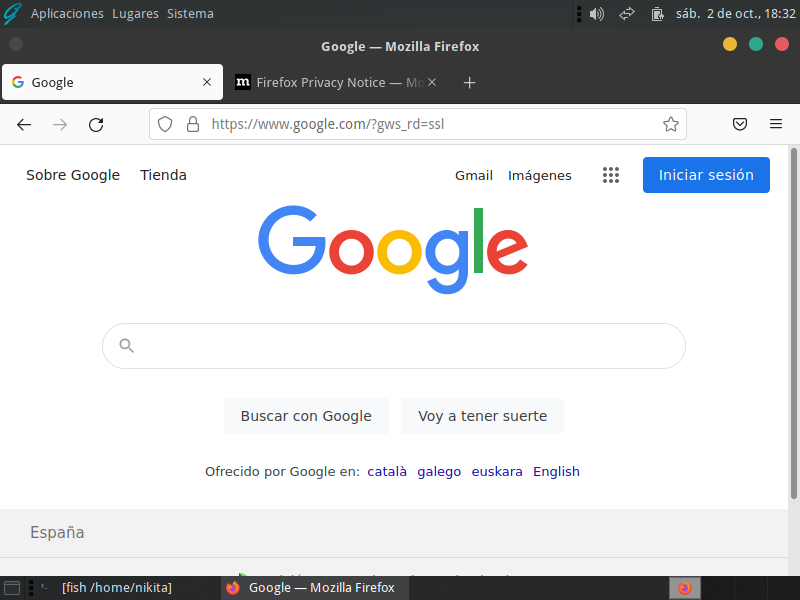 Aplicaciones Lugares Sistema
sáb. 2 de oct., 18:32
Google — Mozilla Firefox
Google
Firefox Privacy Notice — Mo
https://www.google.com/?gws_rd=ssl
Sobre Google Tienda
Gmail Imágenes
Iniciar sesión
Google
Buscar con Google
Voy a tener suerte
Ofrecido por Google en: català galego euskara English
España
[fish /home/nikita]
Google — Mozilla Firefox